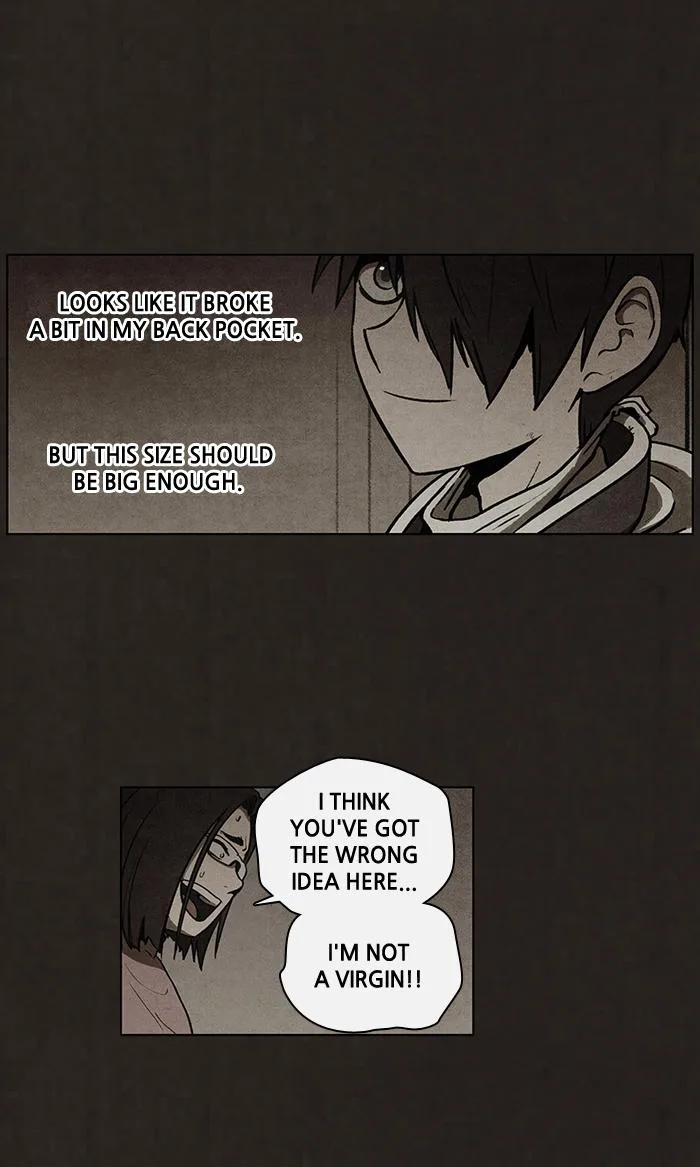 LOOKS LIKE IT BROKE
A BIT IN MY BACK POCKET.
BUT THIS SIZE SHOULD
BE BIG ENOUGH.
I THINK
YOU'VE GOT
THE WRONG
IDEA HERE...
I'M NOT
A VIRGIN!!